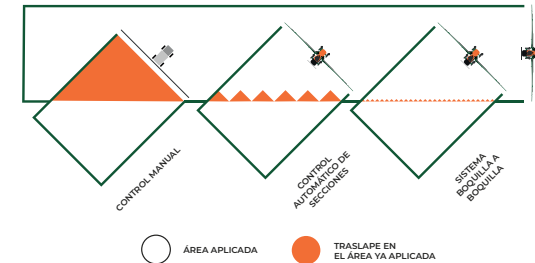 CONTROL MANUAL
CONTROL
AUTOMÁTICO DE
SECCIONES
SISTEMA
BOQUILLA A
BOQUILLA
ÁREA APLICADA
TRASLAPE EN
EL ÁREA YA APLICADA